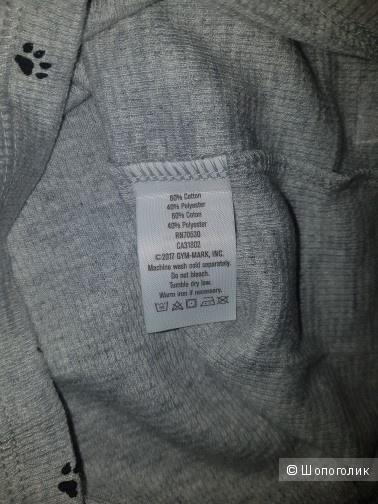 60% Cotton
40% Polyester
60% Coton
40% Polyester
RN70530
CA31802
©2017 GYM-MARK, INC.
Machine wash cold separately.
Do not bleach.
Tumble dry low.
Warm iron if necessary.
© Шопоголик